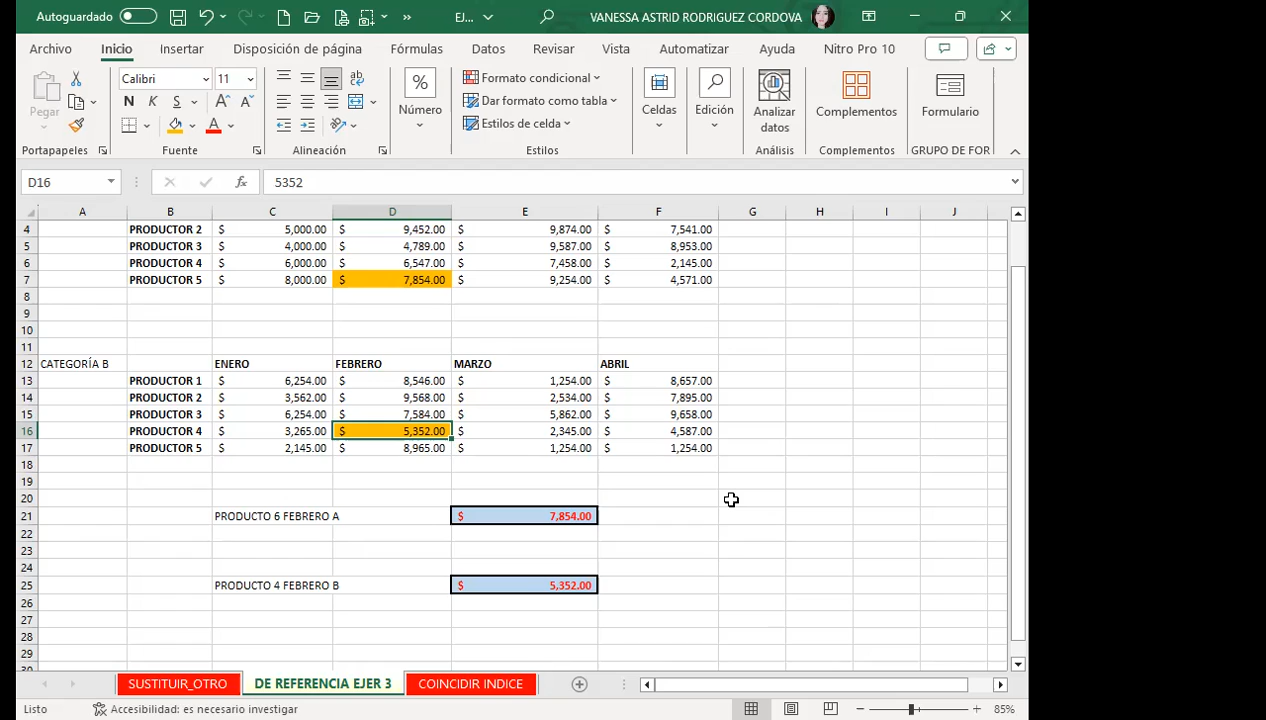 Autoguardado EJ... VANESSA ASTRID RODRIGUEZ CORDOVA
Archivo Inicio Insertar Disposición de página Fórmulas Datos Revisar Vista Automatizar Ayuda Nitro Pro 10
Pegar Calibri 11 N K S Número Formato condicional Dar formato como tabla Estilos de celda Celdas Edición Analizar datos Complementos Formulario
Portapapeles Fuente Alineación Estilos Análisis Complementos GRUPO DE FOR
D16 fx 5352
A B C D E F G H I J
4 PRODUCTOR 2 $ 5,000.00 $ 9,452.00 $ 9,874.00 $ 7,541.00
5 PRODUCTOR 3 $ 4,000.00 $ 4,789.00 $ 9,587.00 $ 8,953.00
6 PRODUCTOR 4 $ 6,000.00 $ 6,547.00 $ 7,458.00 $ 2,145.00
7 PRODUCTOR 5 $ 8,000.00 $ 7,854.00 $ 9,254.00 $ 4,571.00
8
9
10
11
12 CATEGORÍA B ENERO FEBRERO MARZO ABRIL
13 PRODUCTOR 1 $ 6,254.00 $ 8,546.00 $ 1,254.00 $ 8,657.00
14 PRODUCTOR 2 $ 3,562.00 $ 9,568.00 $ 2,534.00 $ 7,895.00
15 PRODUCTOR 3 $ 6,254.00 $ 7,584.00 $ 5,862.00 $ 9,658.00
16 PRODUCTOR 4 $ 3,265.00 $ 5,352.00 $ 2,345.00 $ 4,587.00
17 PRODUCTOR 5 $ 2,145.00 $ 8,965.00 $ 1,254.00 $ 1,254.00
18
19
20
21 PRODUCTO 6 FEBRERO A $ 7,854.00
22
23
24
25 PRODUCTO 4 FEBRERO B $ 5,352.00
26
27
28
29
30
SUSTITUIR_OTRO DE REFERENCIA EJER 3 COINCIDIR INDICE
Listo Accesibilidad: es necesario investigar 85%